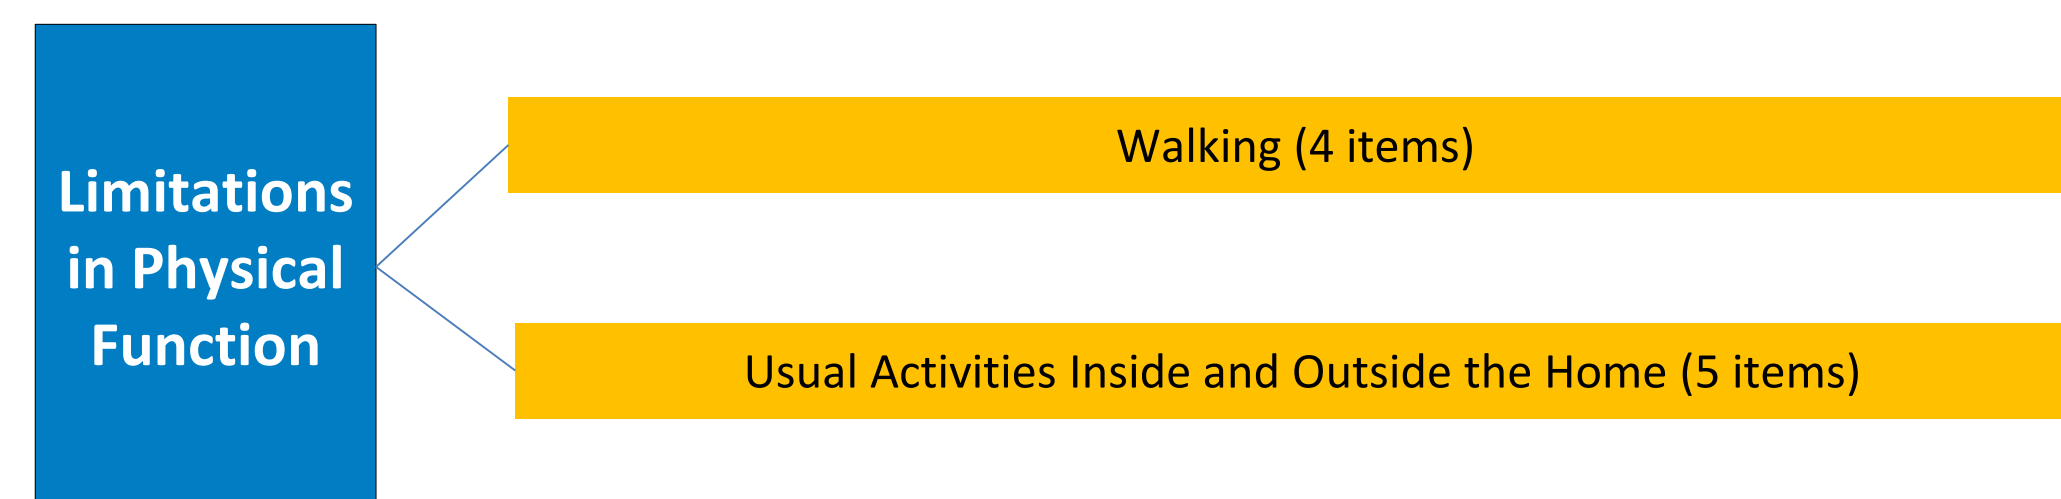 Limitations
in Physical
Function
Walking (4 items)
Usual Activities Inside and Outside the Home (5 items)